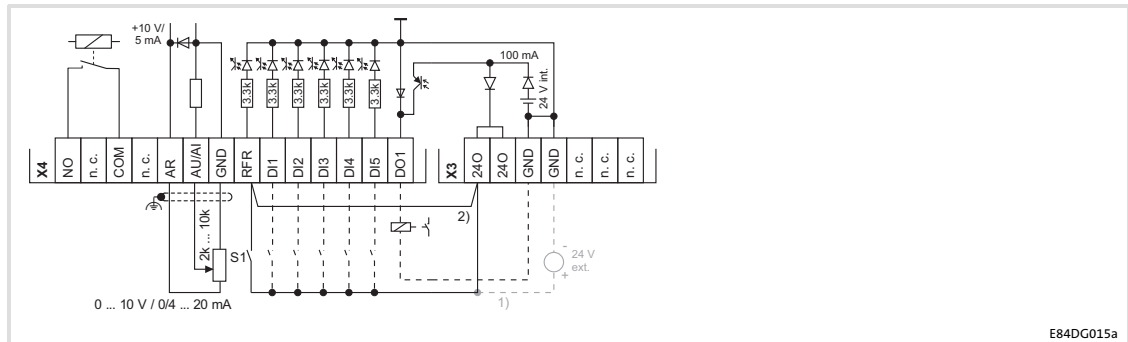 +10 V/
5 mA
100 mA
24 V int.
3.3k
3.3k
3.3k
3.3k
3.3k
3.3k
X4
NO
n. c.
COM
n. c.
AR
AU/AI
GND
RFR
DI1
DI2
DI3
DI4
DI5
DO1
X3
24O
24O
GND
GND
n. c.
n. c.
n. c.
2)
2k ... 10k
S1
-
24 V
ext.
+
1)
0 ... 10 V / 0/4 ... 20 mA
E84DG015a